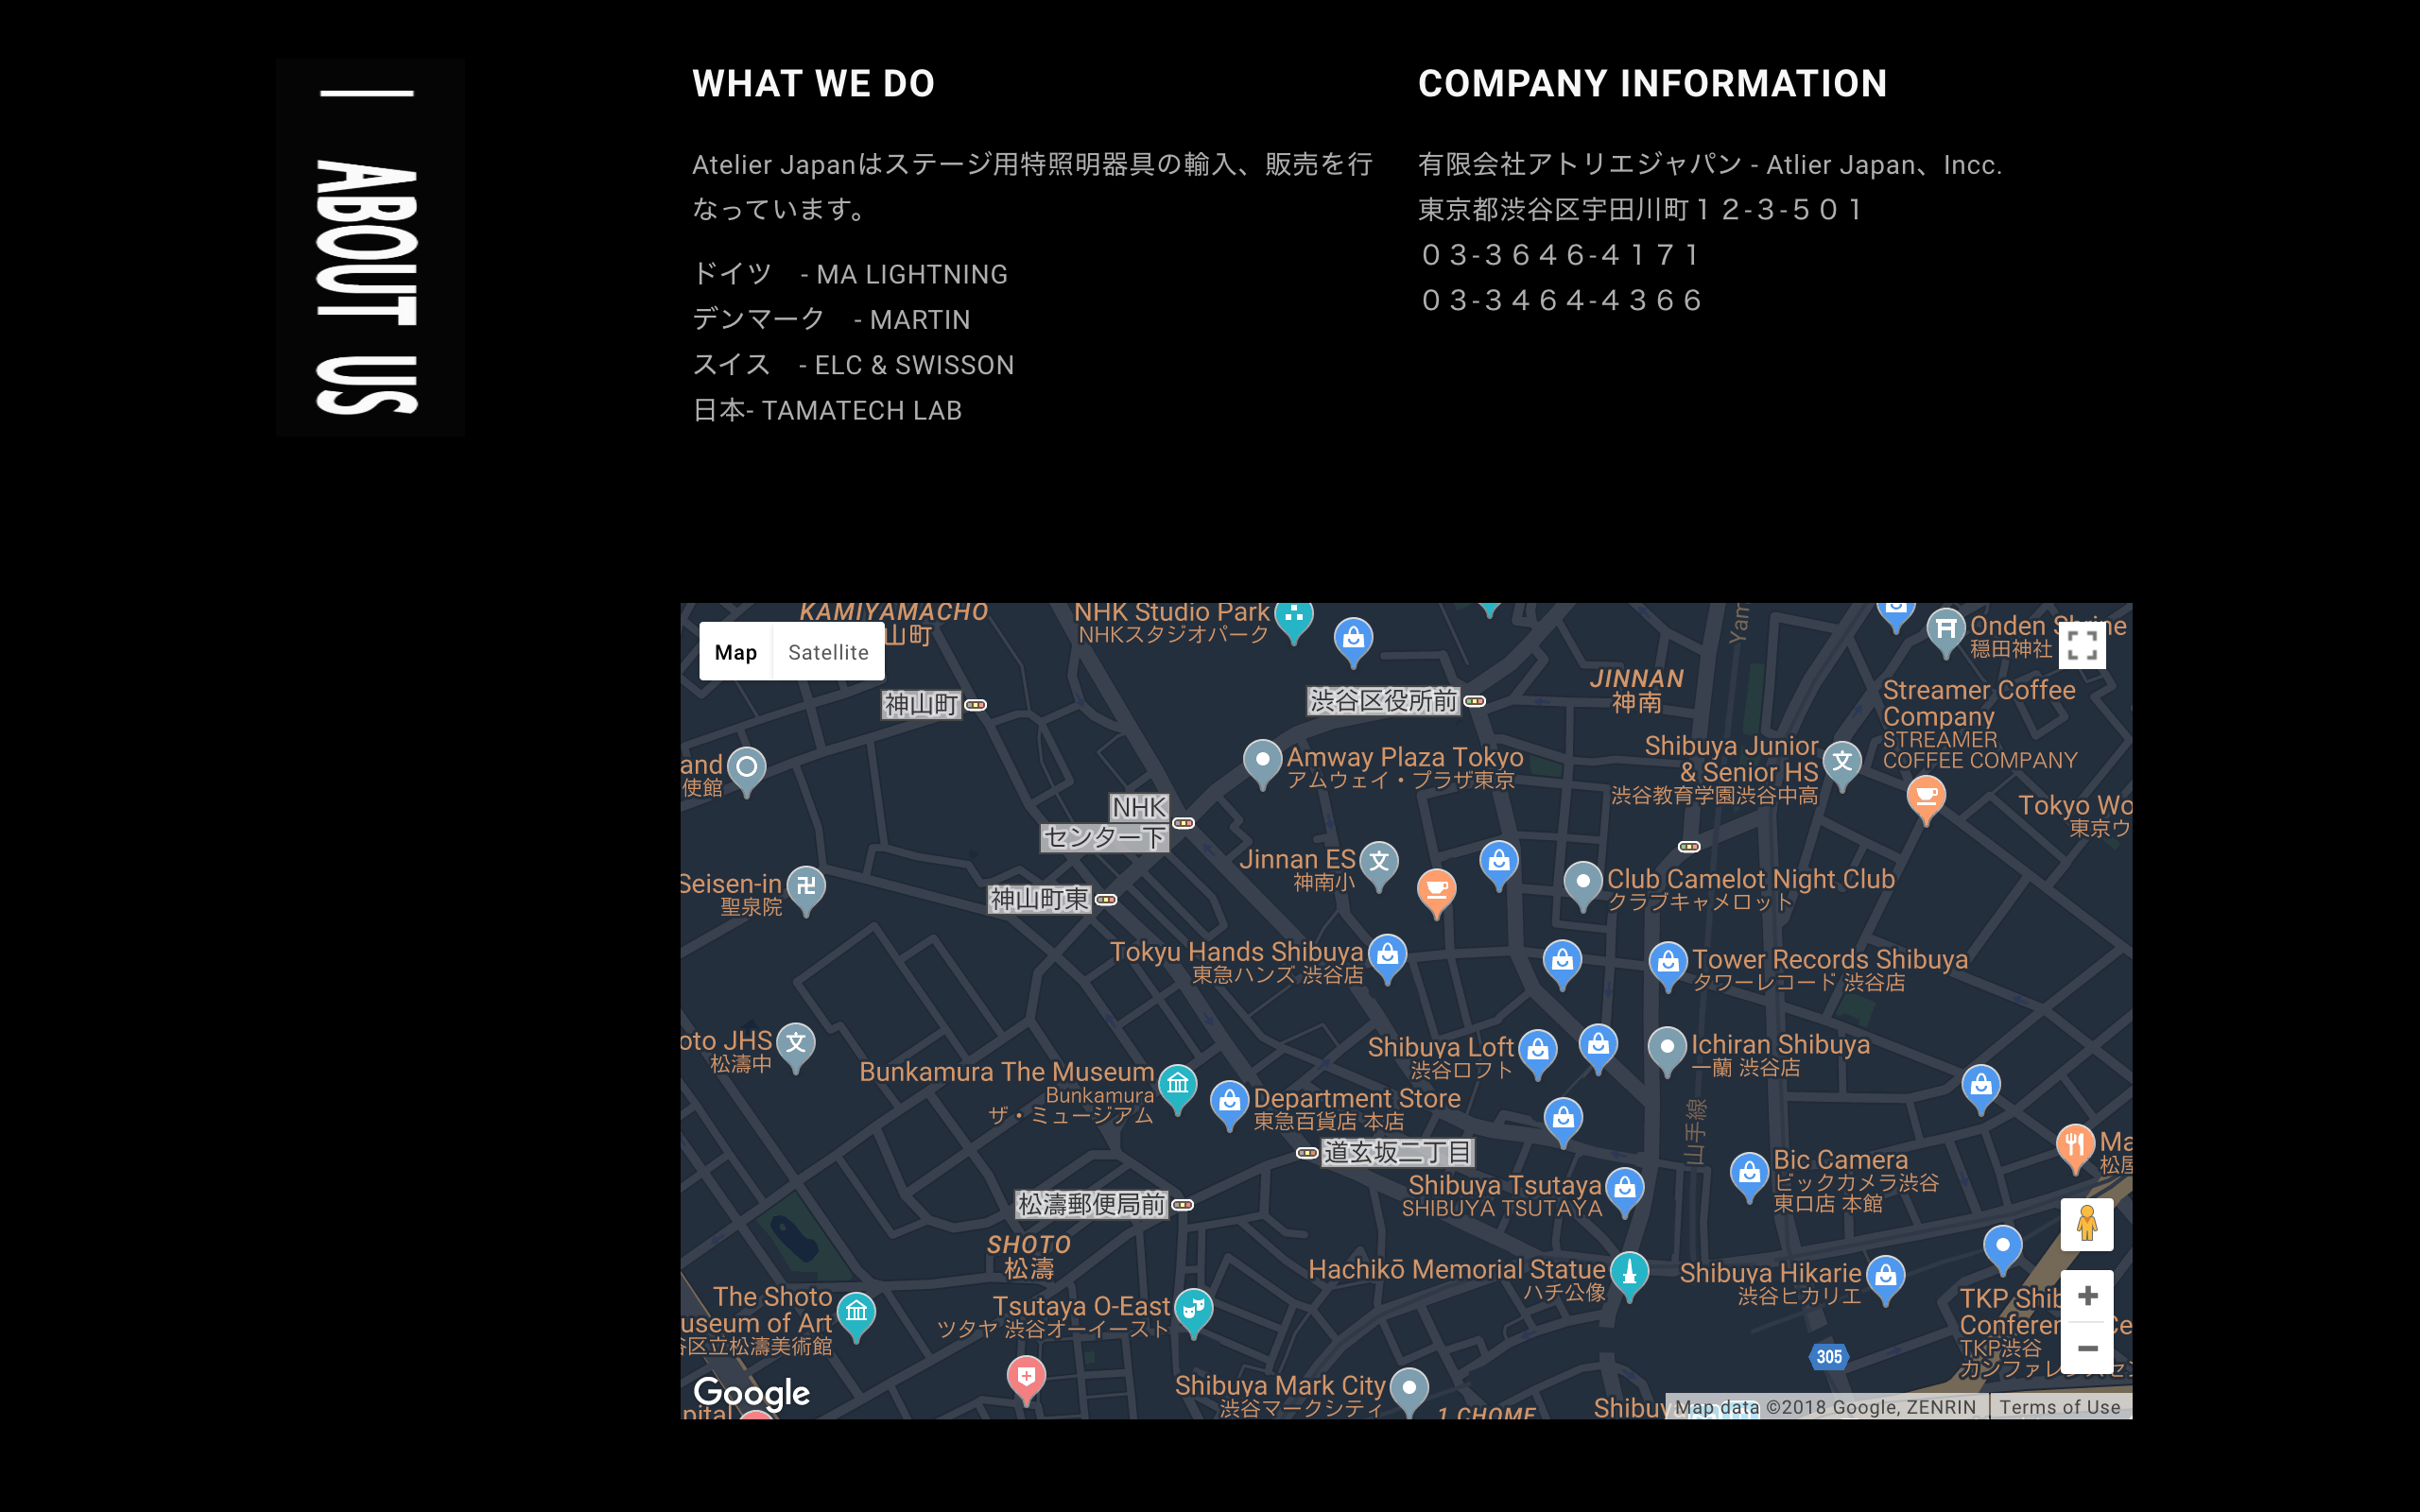 ABOUT US
WHAT WE DO
Atelier Japanはステージ用特照明器具の輸入、販売を行
なっています。
ドイツ　- MA LIGHTNING
デンマーク　- MARTIN
スイス　- ELC & SWISSON
日本- TAMATECH LAB
COMPANY INFORMATION
有限会社アトリエジャパン - Atlier Japan、Incc.
東京都渋谷区宇田川町１２-３-５０１
０３-３６４６-４１７１
０３-３４６４-４３６６
KAMIYAMACHO
山町
Map
Satellite
NHK Studio Park
NHKスタジオパーク
Onden Shrine
穏田神社
神山町
渋谷区役所前
JINNAN
神南
Streamer Coffee
Company
STREAMER
COFFEE COMPANY
and
使館
Amway Plaza Tokyo
アムウェイ・プラザ東京
Shibuya Junior
& Senior HS
渋谷教育学園渋谷中高
文
Tokyo Wo
東京ウ
NHK
センター下
Jinnan ES
神南小
文
Club Camelot Night Club
クラブキャメロット
Seisen-in
聖泉院
神山町東
Tokyu Hands Shibuya
東急ハンズ 渋谷店
Tower Records Shibuya
タワーレコード 渋谷店
oto JHS
松濤中
文
Shibuya Loft
渋谷ロフト
Ichiran Shibuya
一蘭 渋谷店
Bunkamura The Museum
Bunkamura
ザ・ミュージアム
Department Store
東急百貨店 本店
山手線
Yam
道玄坂二丁目
Bic Camera
ビックカメラ渋谷
東口店 本館
Ma
松屋
Shibuya Tsutaya
SHIBUYA TSUTAYA
松濤郵便局前
SHOTO
松濤
Hachikō Memorial Statue
ハチ公像
Shibuya Hikarie
渋谷ヒカリエ
The Shoto
useum of Art
谷区立松濤美術館
Tsutaya O-East
ツタヤ 渋谷オーイースト
TKP Shib
Conferen Ce
TKP渋谷
カンファレンスセン
305
Shibuya Mark City
渋谷マークシティ
1 CHOME
Shibuy
Google
pital
Map data ©2018 Google, ZENRIN
Terms of Use